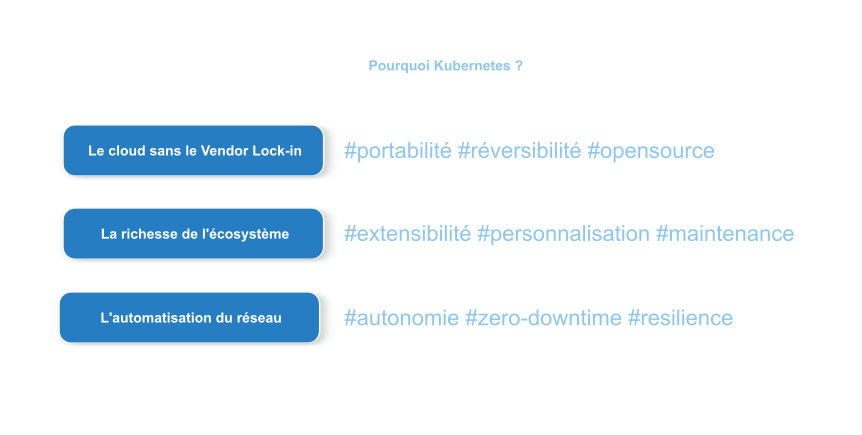 Pourquoi Kubernetes ?
Le cloud sans le Vendor Lock-in
#portabilité #réversibilité #opensource
La richesse de l'écosystème
#extensibilité #personnalisation #maintenance
L'automatisation du réseau
#autonomie #zero-downtime #resilience